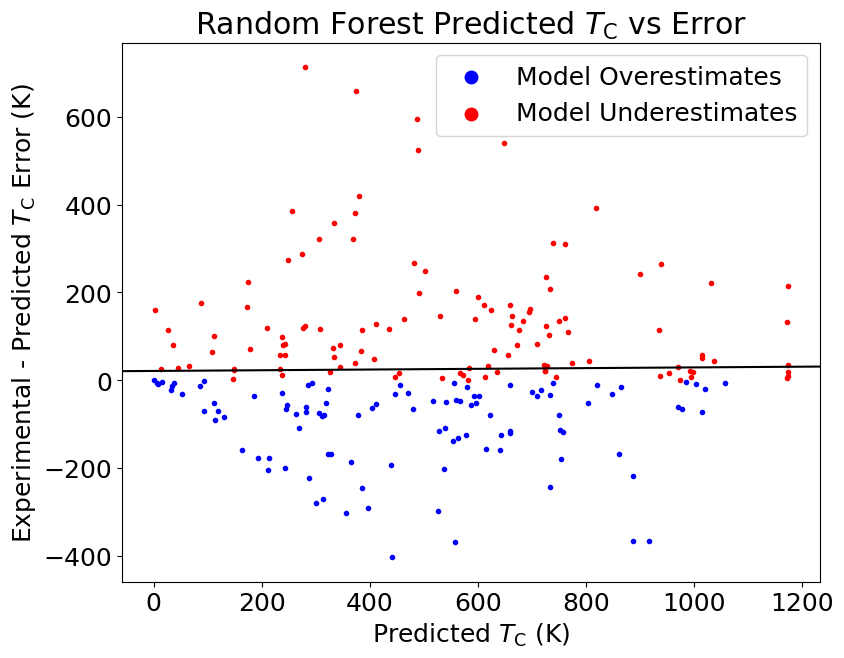 Random Forest Predicted T_C vs Error
Model Overestimates
Model Underestimates
Experimental - Predicted T_C Error (K)
600
400
200
0
−200
−400
0 200 400 600 800 1000 1200
Predicted T_C (K)